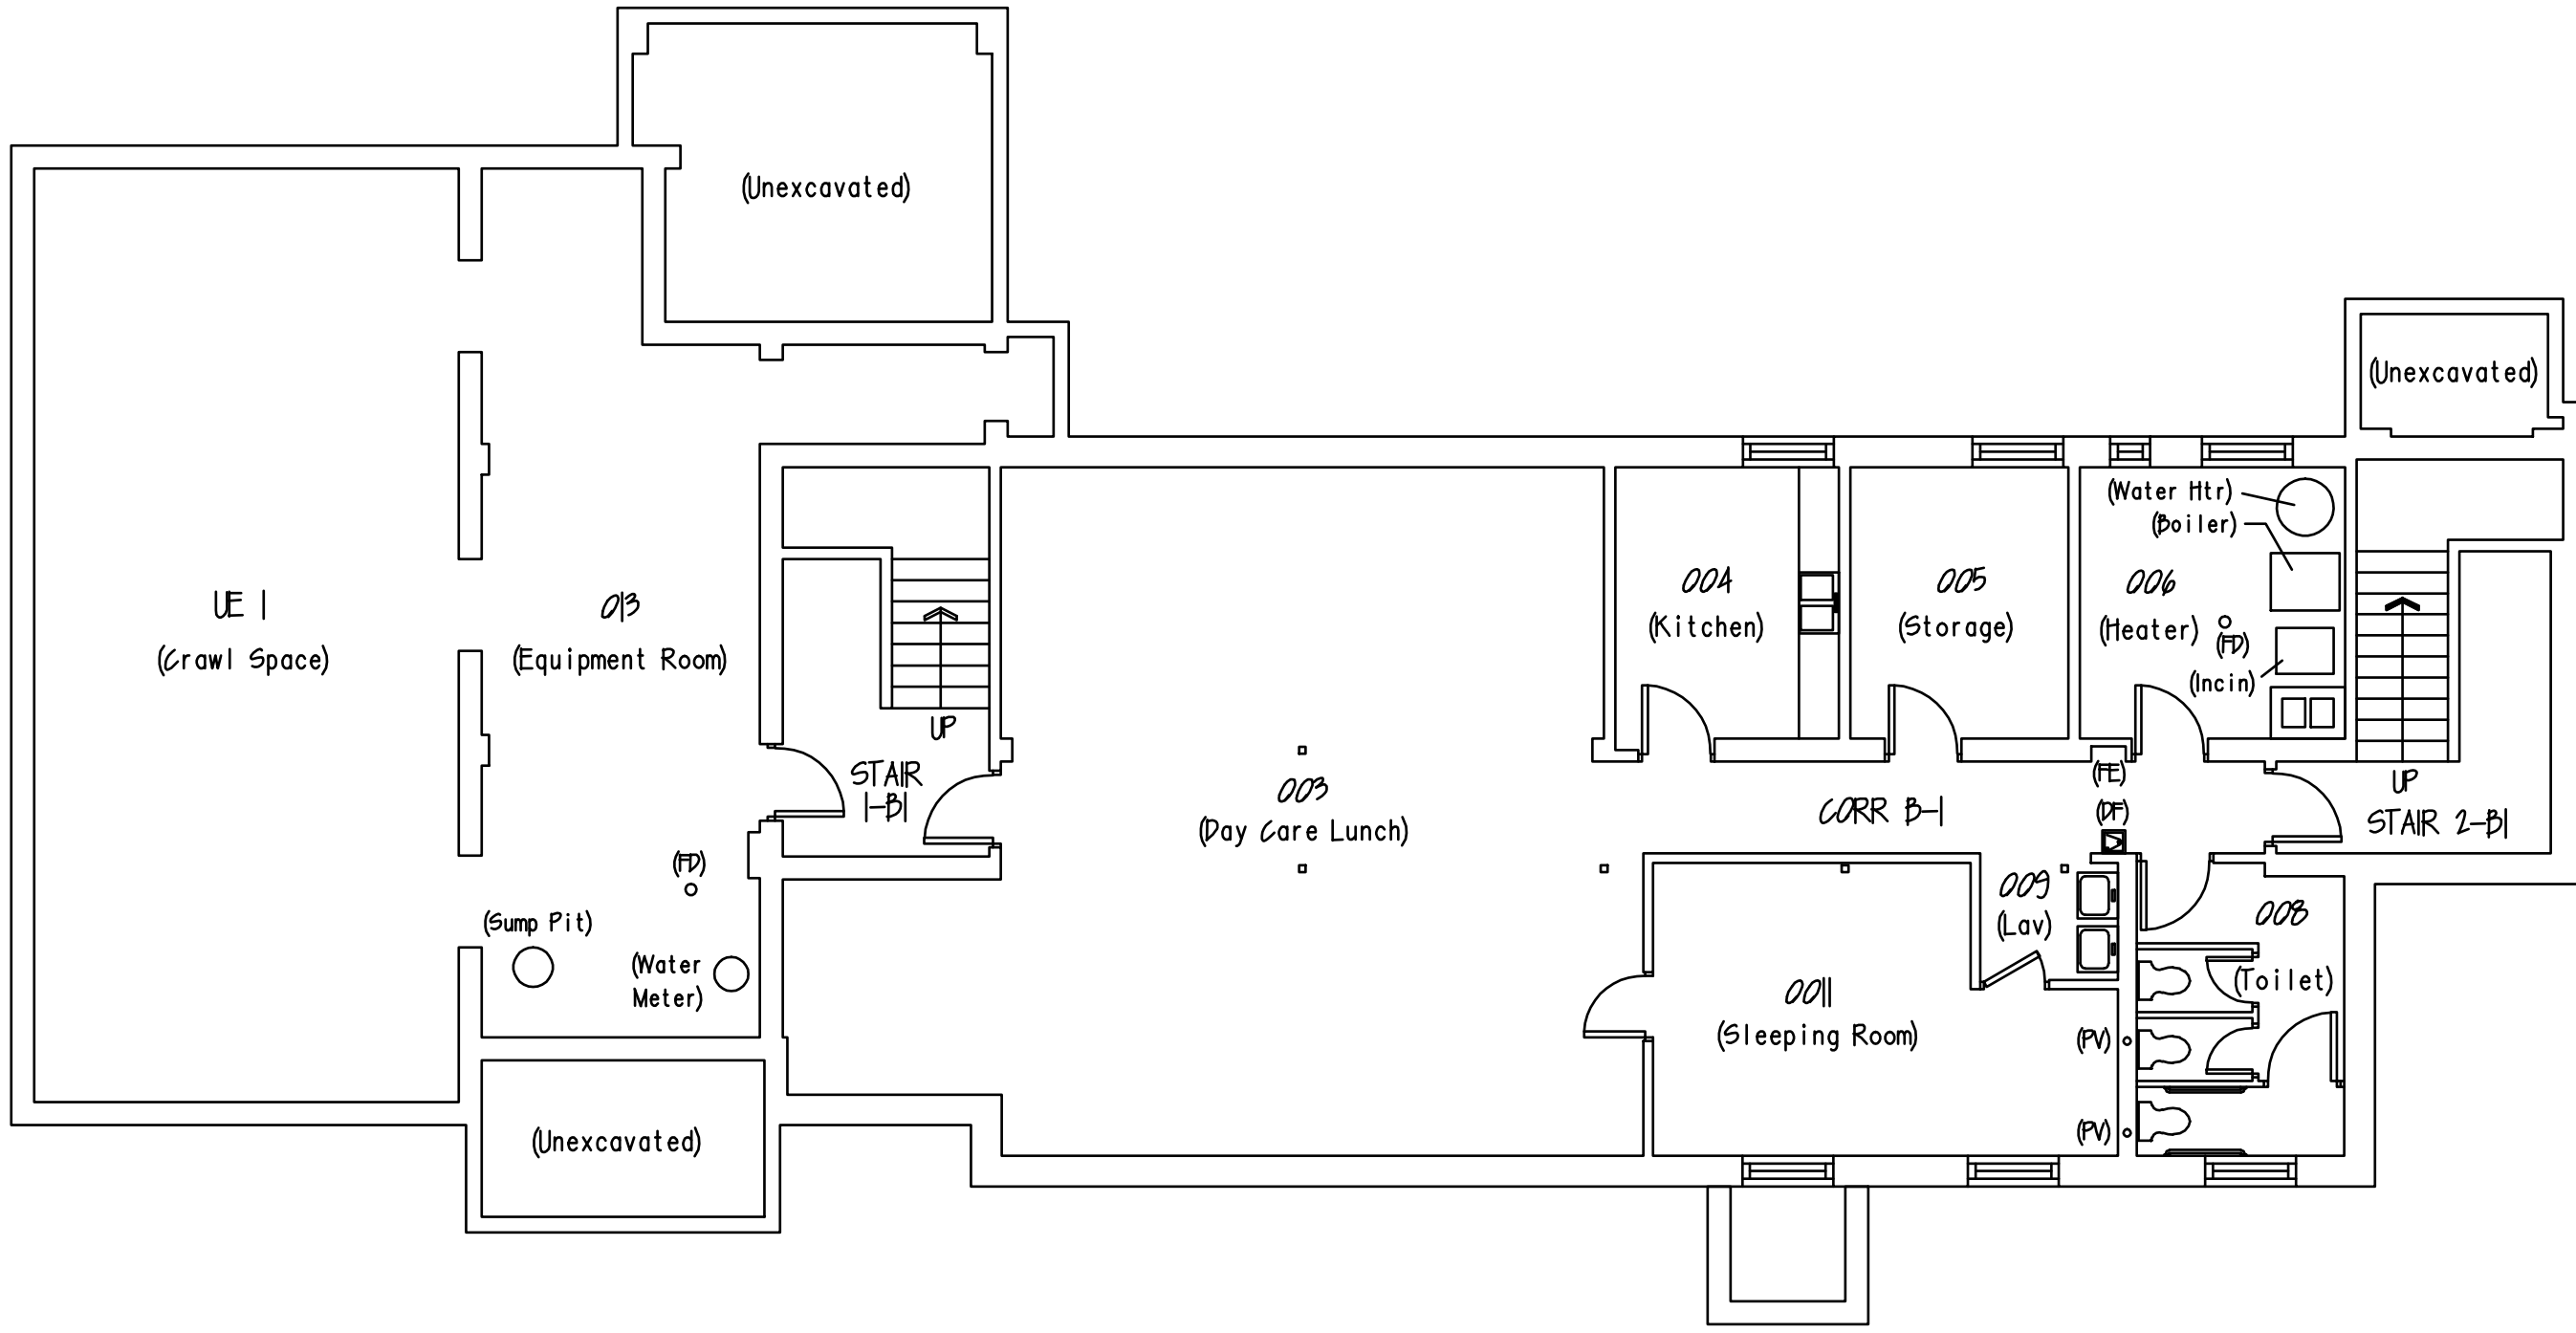 (Unexcavated)
(Unexcavated)
UE 1
(Crawl Space)
013
(Equipment Room)
UP
STAIR
1-B1
(FD)
(Sump Pit)
(Water
Meter)
(Unexcavated)
003
(Day Care Lunch)
004
(Kitchen)
005
(Storage)
(Water Htr)
(Boiler)
006
(Heater)
(FD)
(Incin)
CORR B-1
(FE)
(DF)
UP
STAIR 2-B1
009
(Lav)
008
(Toilet)
0011
(Sleeping Room)
(PV)
(PV)